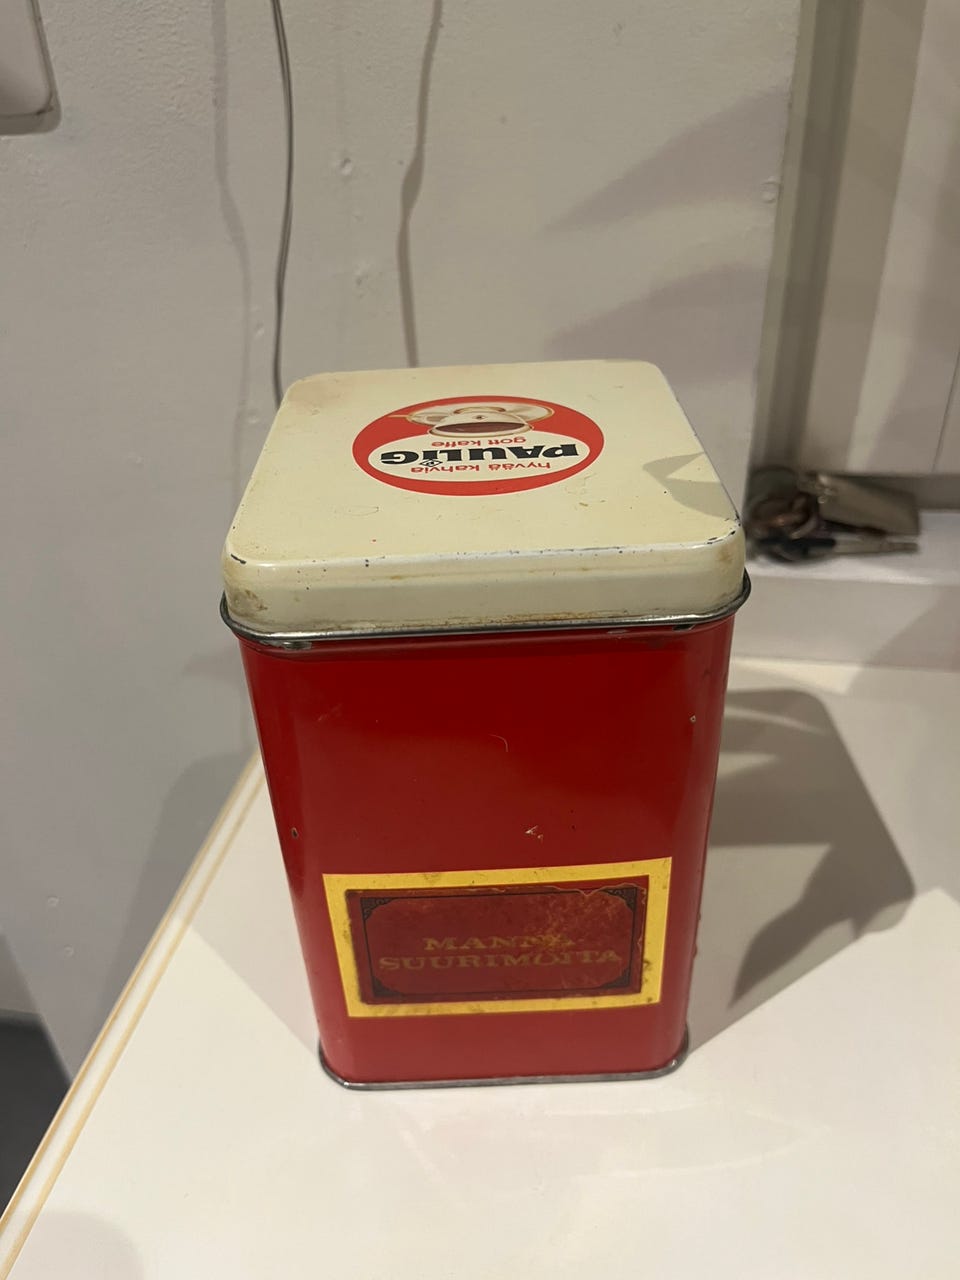 hyvää kahvia
PAULIG
gott kaffe
MANNA
SUURIMOITA